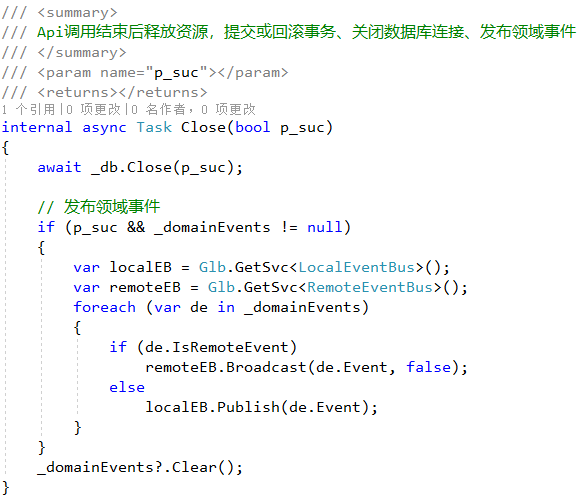 /// <summary>
/// Api调用结束后释放资源，提交或回滚事务、关闭数据库连接、发布领域事件
/// </summary>
/// <param name="p_suc"></param>
/// <returns></returns>
1 个引用|0 项更改|0 名作者，0 项更改
internal async Task Close(bool p_suc)
{
    await _db.Close(p_suc);

    // 发布领域事件
    if (p_suc && _domainEvents != null)
    {
        var localEB = Glb.GetSvc<LocalEventBus>();
        var remoteEB = Glb.GetSvc<RemoteEventBus>();
        foreach (var de in _domainEvents)
        {
            if (de.IsRemoteEvent)
                remoteEB.Broadcast(de.Event, false);
            else
                localEB.Publish(de.Event);
        }
    }
    _domainEvents?.Clear();
}